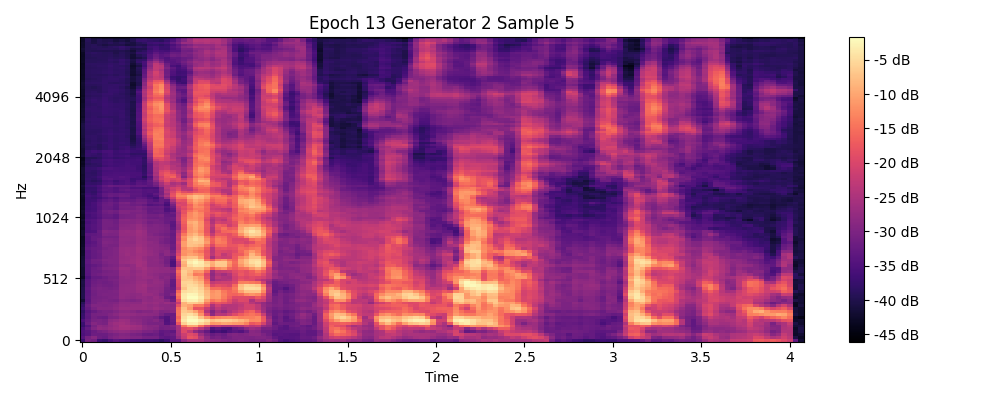 Epoch 13 Generator 2 Sample 5
Hz
4096
2048
1024
512
0
0
0.5
1
1.5
2
2.5
3
3.5
4
Time
-5 dB
-10 dB
-15 dB
-20 dB
-25 dB
-30 dB
-35 dB
-40 dB
-45 dB